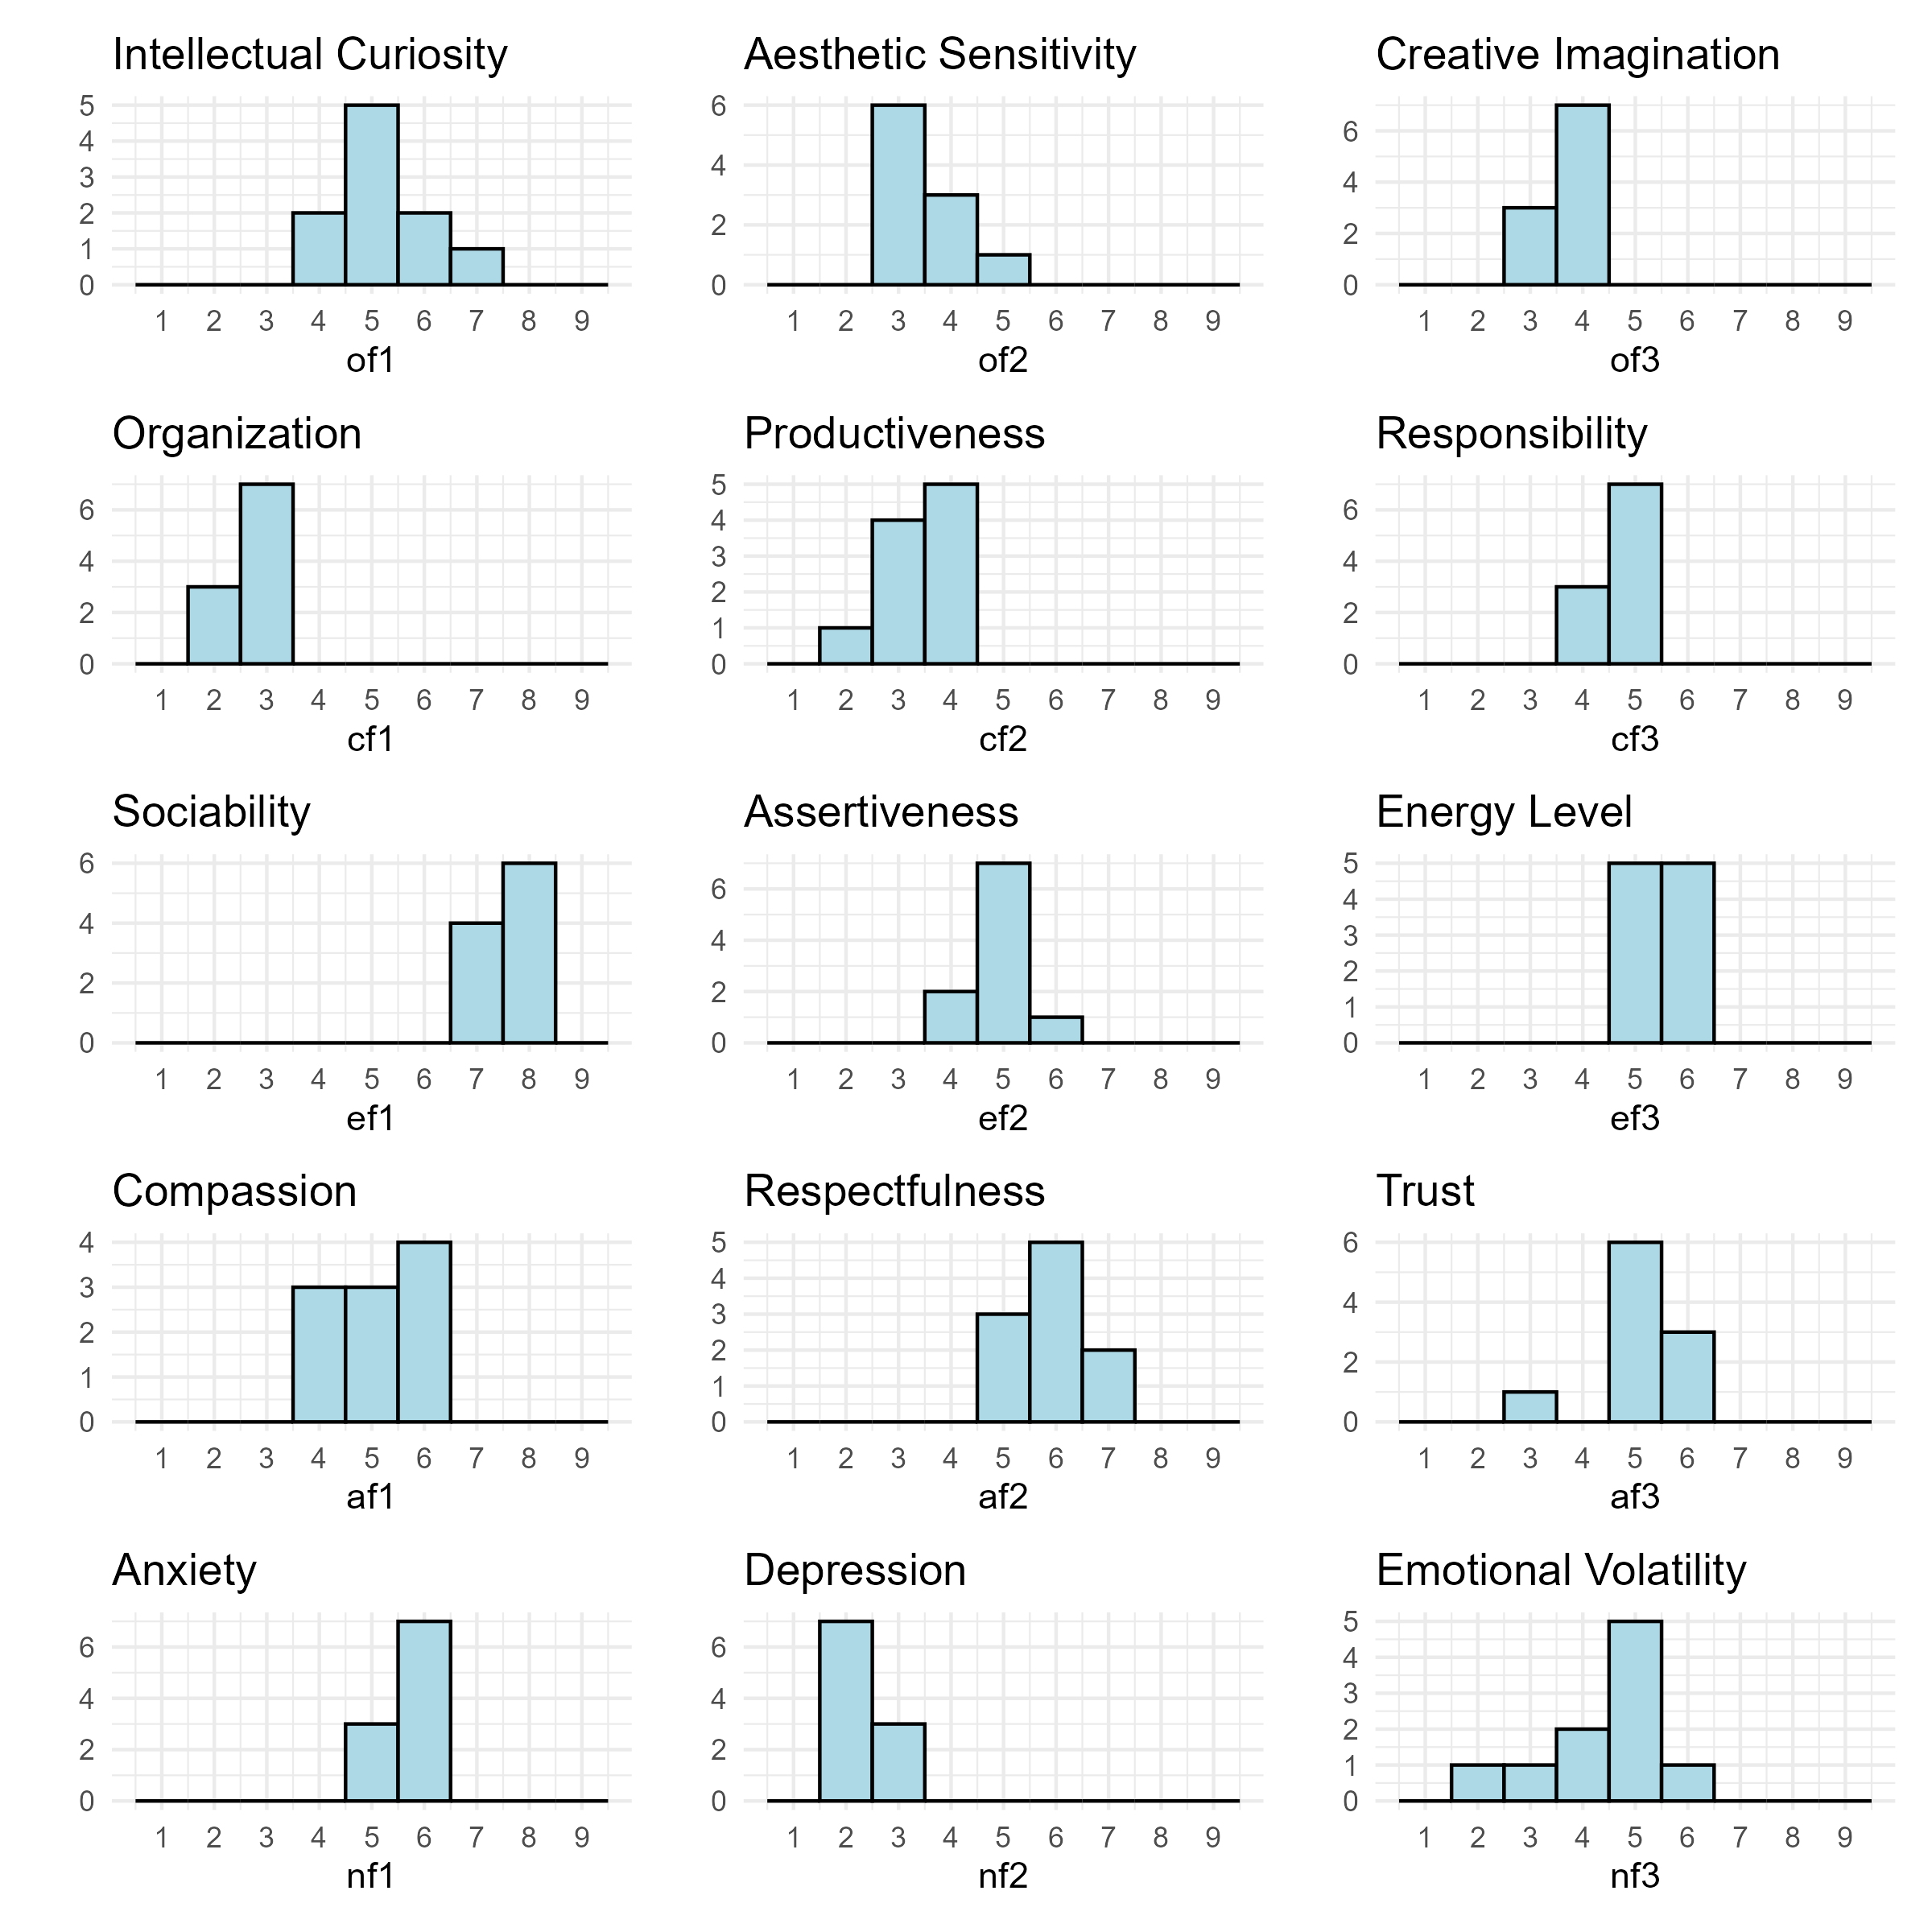 Intellectual Curiosity
5
4
3
2
1
0
1 2 3 4 5 6 7 8 9
of1
Aesthetic Sensitivity
6
4
2
0
1 2 3 4 5 6 7 8 9
of2
Creative Imagination
6
4
2
0
1 2 3 4 5 6 7 8 9
of3
Organization
6
4
2
0
1 2 3 4 5 6 7 8 9
cf1
Productiveness
5
4
3
2
1
0
1 2 3 4 5 6 7 8 9
cf2
Responsibility
6
4
2
0
1 2 3 4 5 6 7 8 9
cf3
Sociability
6
4
2
0
1 2 3 4 5 6 7 8 9
ef1
Assertiveness
6
4
2
0
1 2 3 4 5 6 7 8 9
ef2
Energy Level
5
4
3
2
1
0
1 2 3 4 5 6 7 8 9
ef3
Compassion
4
3
2
1
0
1 2 3 4 5 6 7 8 9
af1
Respectfulness
5
4
3
2
1
0
1 2 3 4 5 6 7 8 9
af2
Trust
6
4
2
0
1 2 3 4 5 6 7 8 9
af3
Anxiety
6
4
2
0
1 2 3 4 5 6 7 8 9
nf1
Depression
6
4
2
0
1 2 3 4 5 6 7 8 9
nf2
Emotional Volatility
5
4
3
2
1
0
1 2 3 4 5 6 7 8 9
nf3